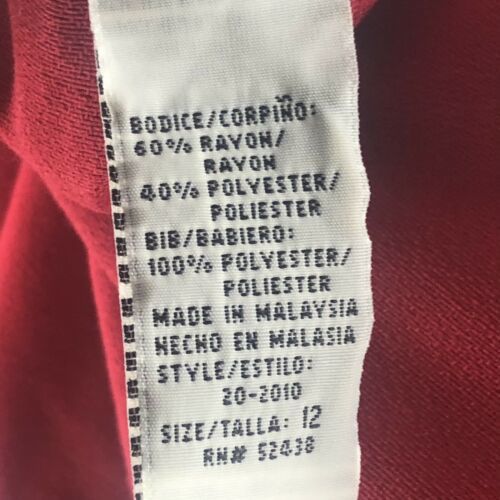 BODICE/CORPIÑO:
60% RAYON/
RAYON
40% POLYESTER/
POLIESTER
BIB/BABIERO:
100% POLYESTER/
POLIESTER
MADE IN MALAYSIA
HECHO EN MALASIA
STYLE/ESTILO:
20-2010
SIZE/TALLA: 12
RN# 52438